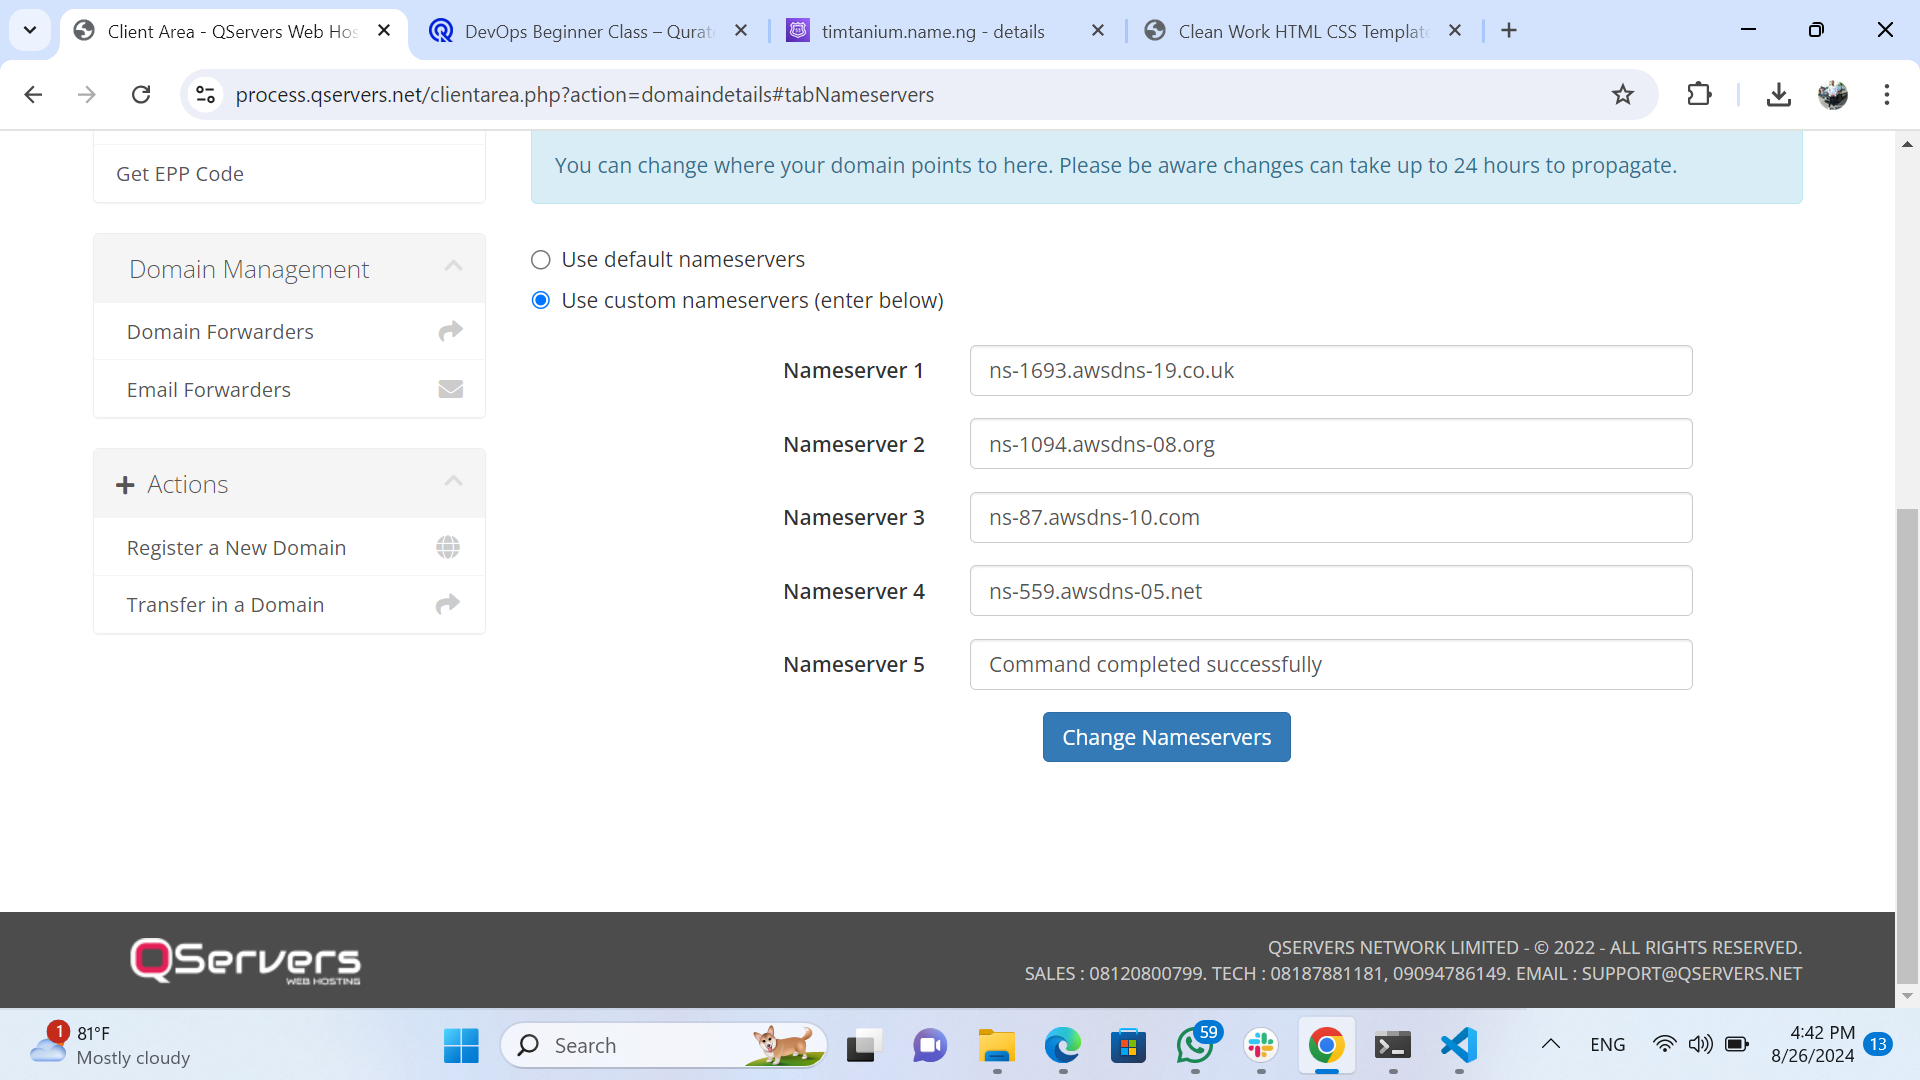 Client Area - QServers Web Hos
DevOps Beginner Class – Qurat
timtanium.name.ng - details
Clean Work HTML CSS Template
process.qservers.net/clientarea.php?action=domaindetails#tabNameservers
Get EPP Code
You can change where your domain points to here. Please be aware changes can take up to 24 hours to propagate.
Domain Management
Domain Forwarders
Email Forwarders
Actions
Register a New Domain
Transfer in a Domain
Use default nameservers
Use custom nameservers (enter below)
Nameserver 1 ns-1693.awsdns-19.co.uk
Nameserver 2 ns-1094.awsdns-08.org
Nameserver 3 ns-87.awsdns-10.com
Nameserver 4 ns-559.awsdns-05.net
Nameserver 5 Command completed successfully
Change Nameservers
QServers
WEB HOSTING
QSERVERS NETWORK LIMITED - © 2022 - ALL RIGHTS RESERVED.
SALES : 08120800799. TECH : 08187881181, 09094786149. EMAIL : SUPPORT@QSERVERS.NET
1
81°F
Mostly cloudy
Search
59
ENG
4:42 PM
8/26/2024
13